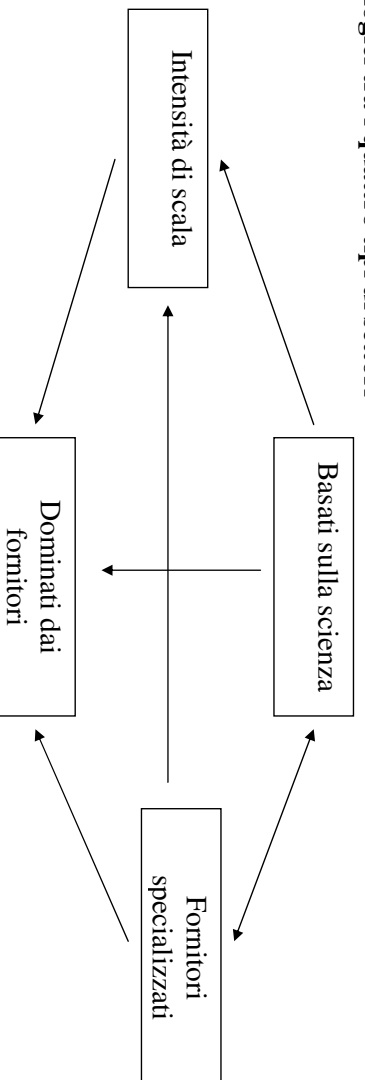 Basati sulla scienza
Intensità di scala
Fornitori
specializzati
Dominati dai
fornitori